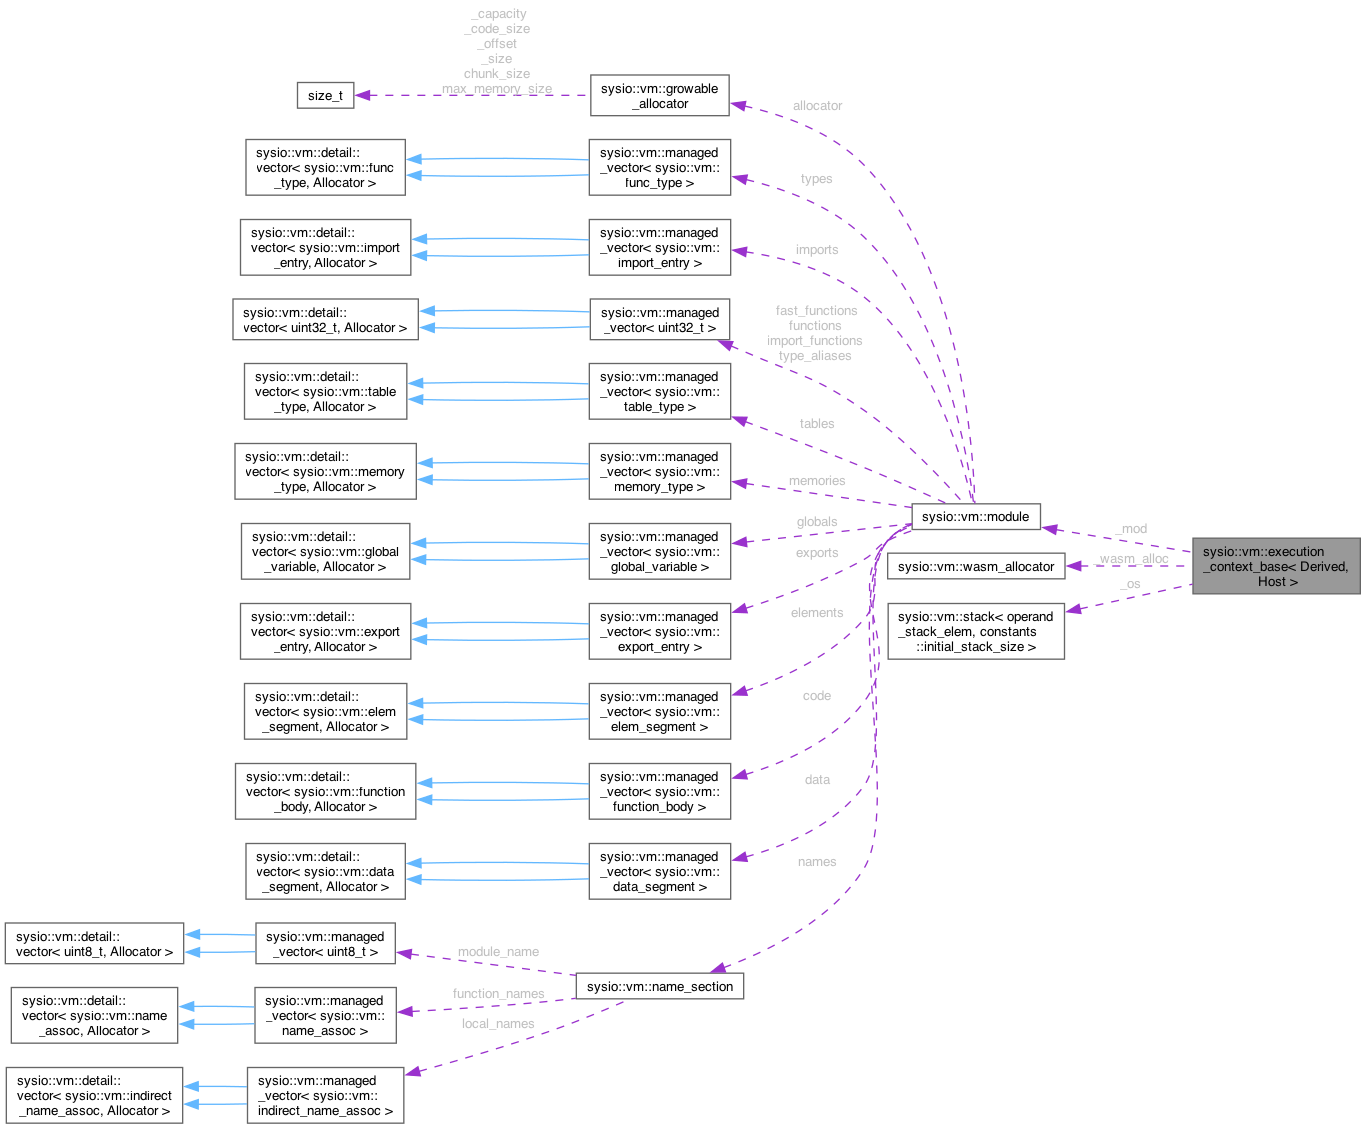 _capacity
_code_size
_offset
_size
chunk_size
max_memory_size
size_t
sysio::vm::growable
_allocator
allocator
sysio::vm::detail::
vector< sysio::vm::func
_type, Allocator >
sysio::vm::managed
_vector< sysio::vm::
func_type >
types
sysio::vm::detail::
vector< sysio::vm::import
_entry, Allocator >
sysio::vm::managed
_vector< sysio::vm::
import_entry >
imports
sysio::vm::detail::
vector< uint32_t, Allocator >
sysio::vm::managed
_vector< uint32_t >
fast_functions
functions
import_functions
type_aliases
sysio::vm::detail::
vector< sysio::vm::table
_type, Allocator >
sysio::vm::managed
_vector< sysio::vm::
table_type >
tables
sysio::vm::detail::
vector< sysio::vm::memory
_type, Allocator >
sysio::vm::managed
_vector< sysio::vm::
memory_type >
memories
sysio::vm::module
sysio::vm::detail::
vector< sysio::vm::global
_variable, Allocator >
sysio::vm::managed
_vector< sysio::vm::
global_variable >
globals
exports
_mod
sysio::vm::execution
_context_base< Derived,
Host >
sysio::vm::wasm_allocator
_wasm_alloc
_os
sysio::vm::stack< operand
_stack_elem, constants
::initial_stack_size >
sysio::vm::detail::
vector< sysio::vm::export
_entry, Allocator >
sysio::vm::managed
_vector< sysio::vm::
export_entry >
elements
sysio::vm::detail::
vector< sysio::vm::elem
_segment, Allocator >
sysio::vm::managed
_vector< sysio::vm::
elem_segment >
code
sysio::vm::detail::
vector< sysio::vm::function
_body, Allocator >
sysio::vm::managed
_vector< sysio::vm::
function_body >
data
sysio::vm::detail::
vector< sysio::vm::data
_segment, Allocator >
sysio::vm::managed
_vector< sysio::vm::
data_segment >
names
sysio::vm::detail::
vector< uint8_t, Allocator >
sysio::vm::managed
_vector< uint8_t >
module_name
sysio::vm::name_section
sysio::vm::detail::
vector< sysio::vm::name
_assoc, Allocator >
sysio::vm::managed
_vector< sysio::vm::
name_assoc >
function_names
local_names
sysio::vm::detail::
vector< sysio::vm::indirect
_name_assoc, Allocator >
sysio::vm::managed
_vector< sysio::vm::
indirect_name_assoc >